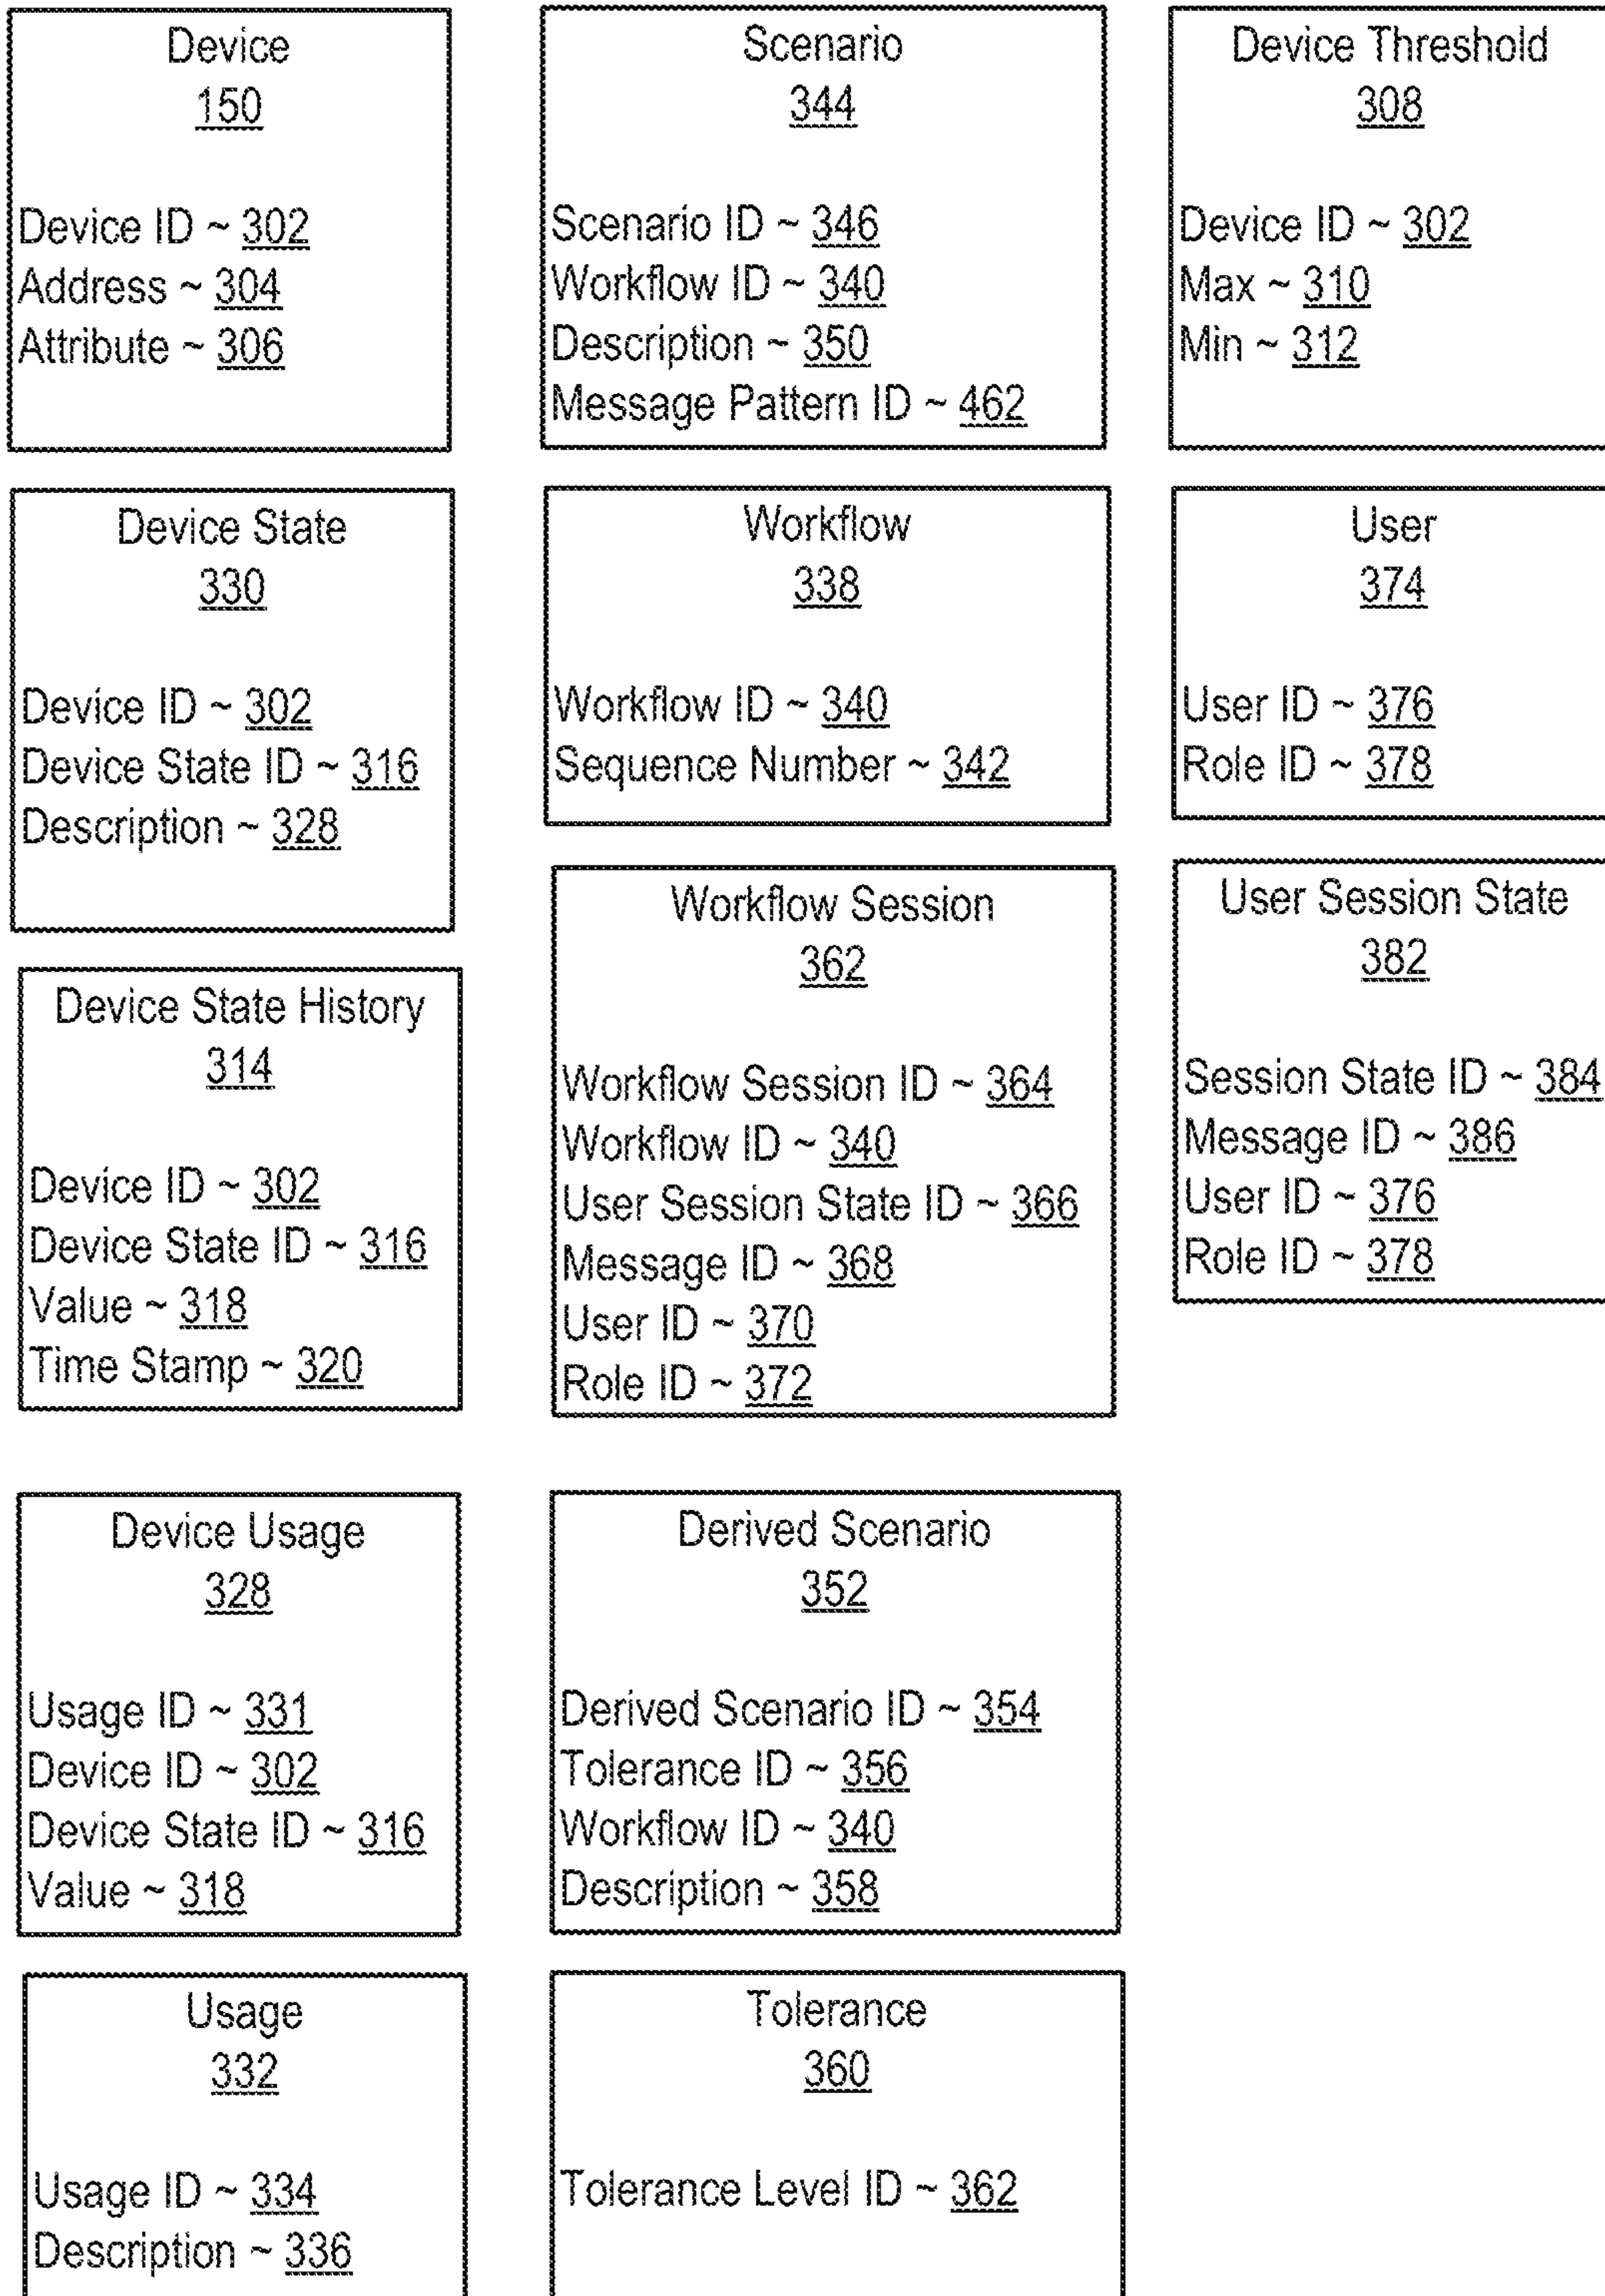 Device
150
Device ID ~ 302
Address ~ 304
Attribute ~ 306
Scenario
344
Scenario ID ~ 346
Workflow ID ~ 340
Description ~ 350
Message Pattern ID ~ 462
Device Threshold
308
Device ID ~ 302
Max ~ 310
Min ~ 312
Device State
330
Device ID ~ 302
Device State ID ~ 316
Description ~ 328
Workflow
338
Workflow ID ~ 340
Sequence Number ~ 342
User
374
User ID ~ 376
Role ID ~ 378
Device State History
314
Device ID ~ 302
Device State ID ~ 316
Value ~ 318
Time Stamp ~ 320
Workflow Session
362
Workflow Session ID ~ 364
Workflow ID ~ 340
User Session State ID ~ 366
Message ID ~ 368
User ID ~ 370
Role ID ~ 372
User Session State
382
Session State ID ~ 384
Message ID ~ 386
User ID ~ 376
Role ID ~ 378
Device Usage
328
Usage ID ~ 331
Device ID ~ 302
Device State ID ~ 316
Value ~ 318
Derived Scenario
352
Derived Scenario ID ~ 354
Tolerance ID ~ 356
Workflow ID ~ 340
Description ~ 358
Usage
332
Usage ID ~ 334
Description ~ 336
Tolerance
360
Tolerance Level ID ~ 362